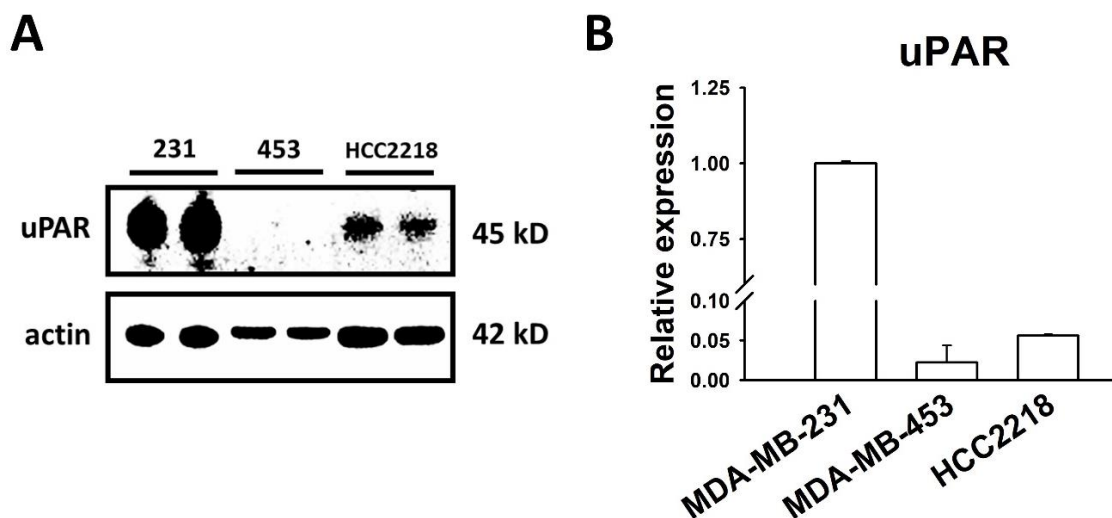 A
231 453 HCC2218
uPAR 45 kD
actin 42 kD
B
uPAR
Relative expression
1.25
1.00
0.75
0.10
0.05
0.00
MDA-MB-231
MDA-MB-453
HCC2218